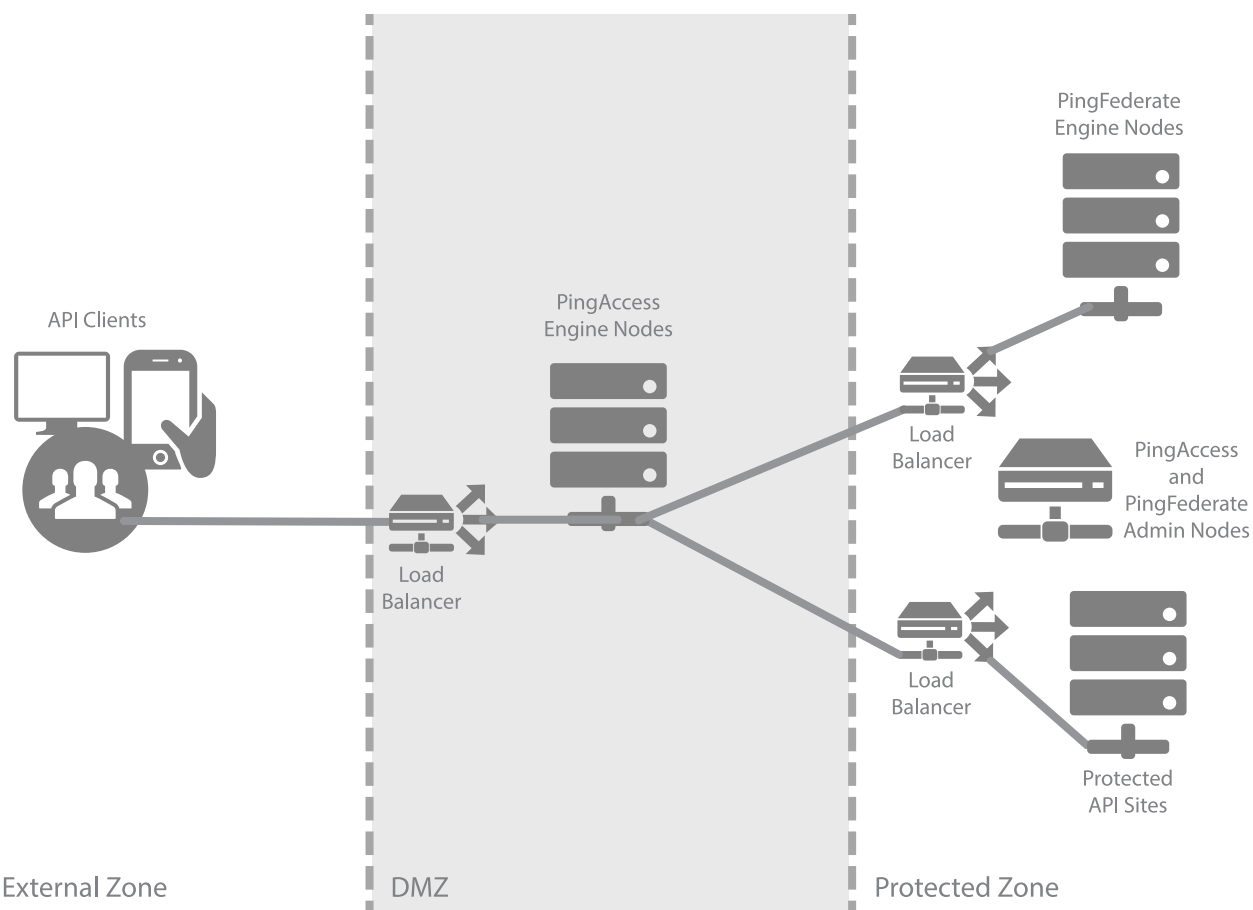 PingFederate
Engine Nodes
PingAccess
Engine Nodes
API Clients
Load
Balancer
PingAccess
and
PingFederate
Admin Nodes
Load
Balancer
Load
Balancer
Protected
API Sites
External Zone
DMZ
Protected Zone